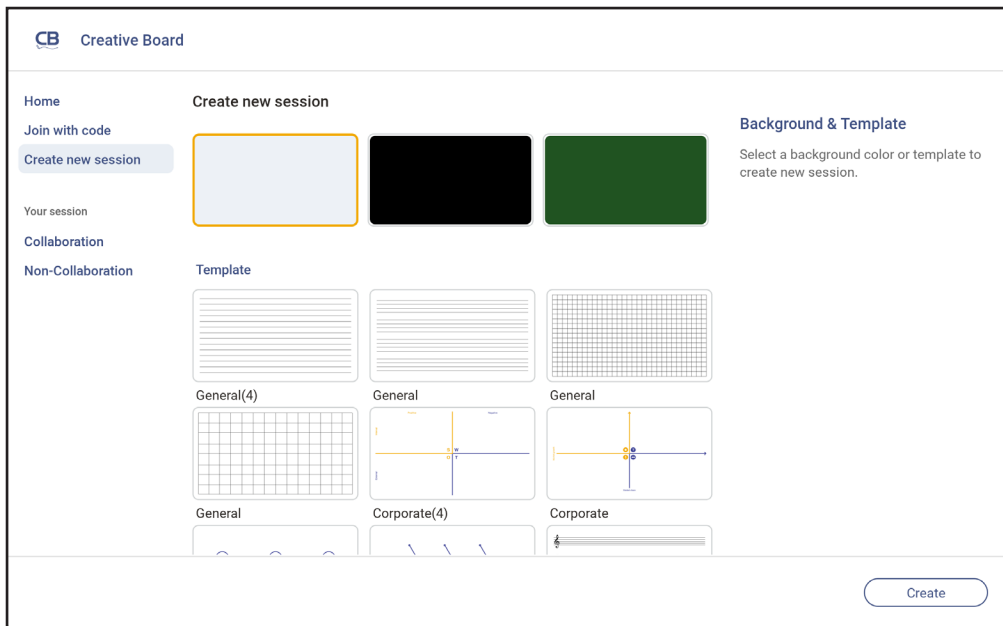 CB
Creative Board
Home
Join with code
Create new session
Your session
Collaboration
Non-Collaboration
Create new session
Background & Template
Select a background color or template to
create new session.
Template
General(4)
General
General
S W
O T
General
Corporate(4)
Corporate
Create